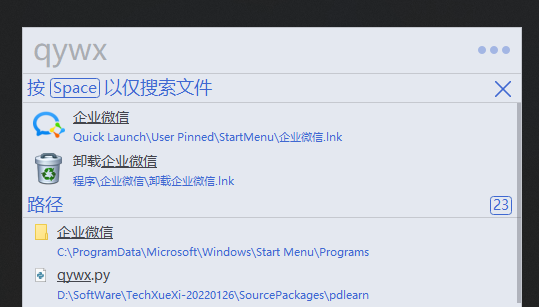 qywx
按 Space 以仅搜索文件
企业微信
Quick Launch\User Pinned\StartMenu\企业微信.lnk
卸载企业微信
程序\企业微信\卸载企业微信.lnk
路径 23
企业微信
C:\ProgramData\Microsoft\Windows\Start Menu\Programs
qywx.py
D:\SoftWare\TechXueXi-20220126\SourcePackages\pdlearn